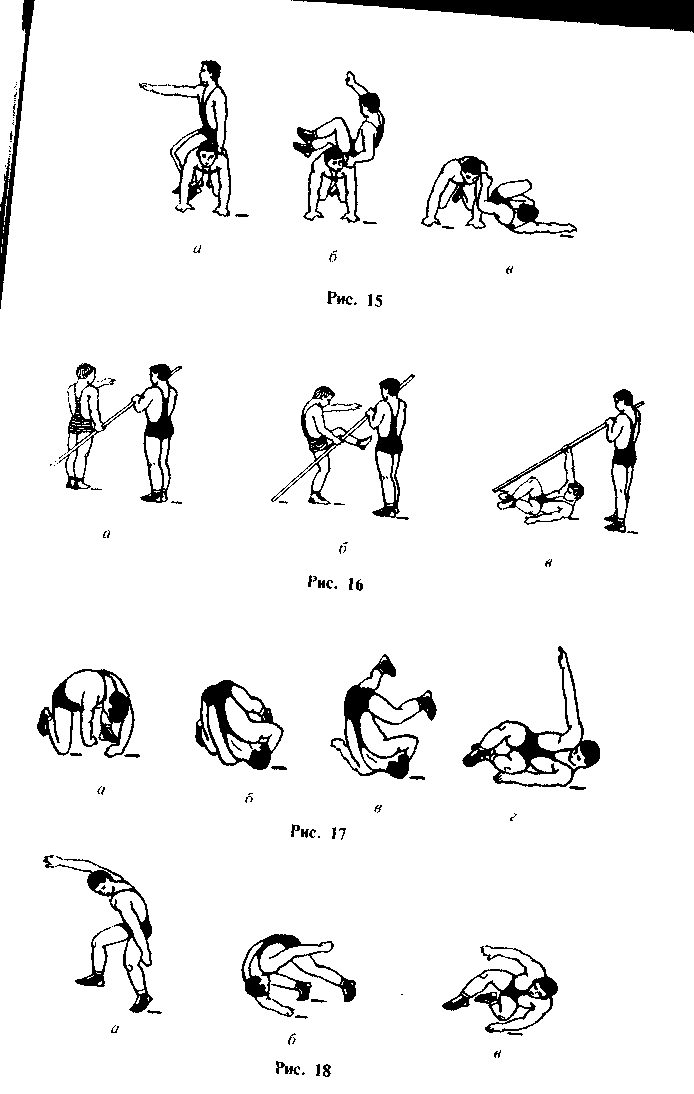 а б в
Рис. 15
а б в
Рис. 16
а б в г
Рис. 17
а б в
Рис. 18